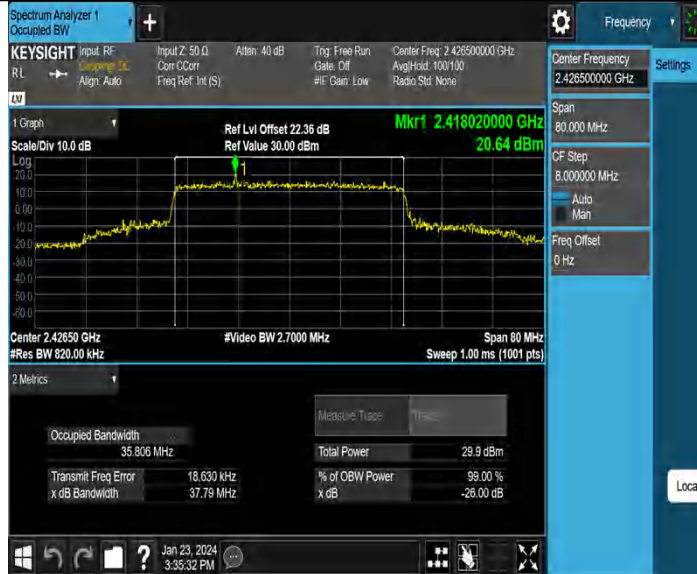 Spectrum Analyzer 1
Occupied BW
+
Frequency
KEYSIGHT
Input: RF
Coupling: DC
Align: Auto
Input Z: 50 Ω
Corr CCorr
Freq Ref: Int (S)
Atten: 40 dB
Trig: Free Run
Gate: Off
#IF Gain: Low
Center Freq: 2.426500000 GHz
Avg|Hold: 100/100
Radio Std: None
RL
LXI
Center Frequency
2.426500000 GHz
Settings
Span
80.000 MHz
CF Step
8.000000 MHz
Auto
Man
Freq Offset
0 Hz
1 Graph
Scale/Div 10.0 dB
Ref Lvl Offset 22.36 dB
Ref Value 30.00 dBm
Mkr1 2.418020000 GHz
20.64 dBm
Log
20.0
10.0
0.00
-10.0
-20.0
-30.0
-40.0
-50.0
-60.0
1
Center 2.42650 GHz
#Res BW 820.00 kHz
#Video BW 2.7000 MHz
Span 80 MHz
Sweep 1.00 ms (1001 pts)
2 Metrics
Measure Trace
Occupied Bandwidth
35.806 MHz
Total Power 29.9 dBm
Transmit Freq Error 18.630 kHz
% of OBW Power 99.00 %
x dB Bandwidth 37.79 MHz
x dB -26.00 dB
Loca
?
Jan 23, 2024
3:35:32 PM